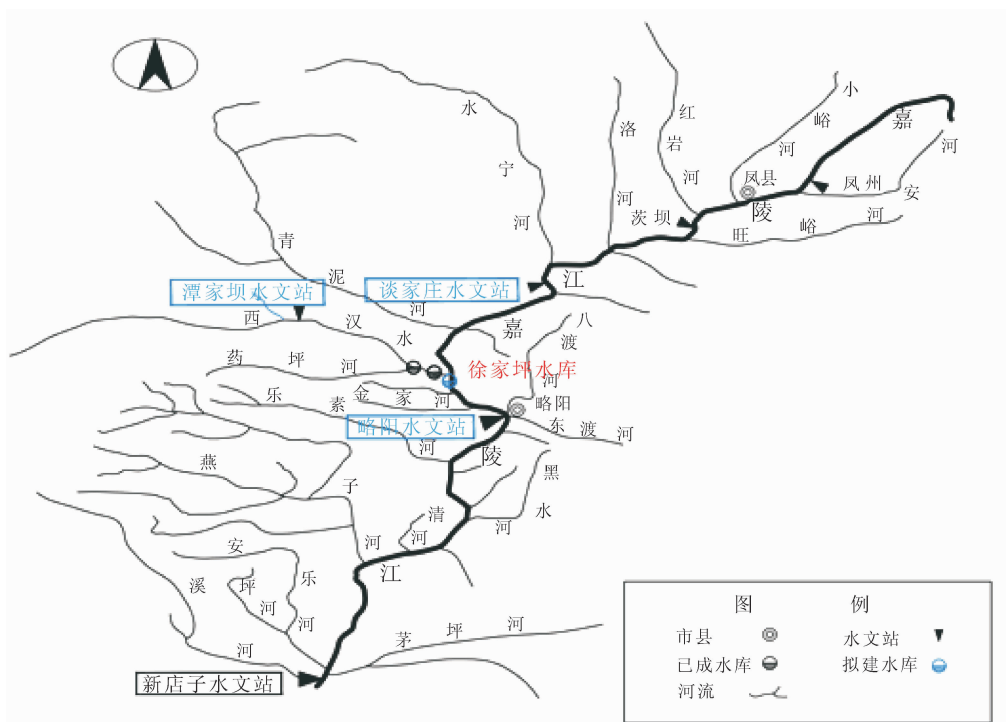 小峪河
嘉陵江
红岩河
洛河
水宁河
凤县
凤州
安河
茨坝
旺峪河
青泥河
潭家坝水文站
谈家庄水文站
西汉水
嘉陵江
八渡河
徐家坪水库
药坪河
金家河
乐素河
略阳
略阳水文站
东渡河
黑水河
燕子河
清河
安乐河
溪坪河
河
茅坪河
新店子水文站
图例
市县
水文站
已成水库
拟建水库
河流